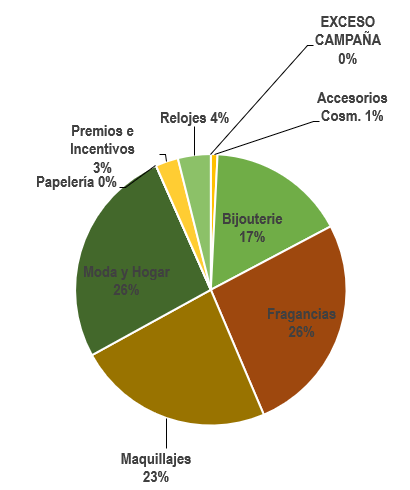 EXCESO
CAMPAÑA
0%
Accesorios
Cosm. 1%
Relojes 4%
Premios e
Incentivos
3%
Papelería 0%
Bijouterie
17%
Moda y Hogar
26%
Fragancias
26%
Maquillajes
23%